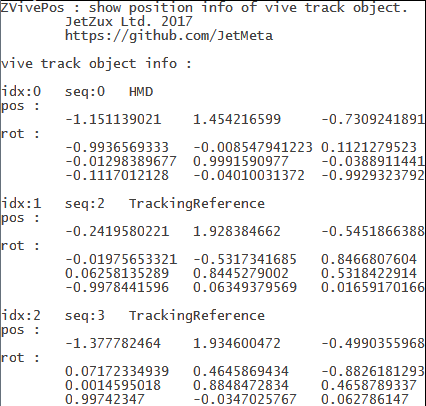 ZVivePos : show position info of vive track object.
JetZux Ltd. 2017
https://github.com/JetMeta
vive track object info :
idx:0 seq:0 HMD
pos :
-1.151139021 1.454216599 -0.7309241891
rot :
-0.9936569333 -0.008547941223 0.1121279523
-0.01298389677 0.9991590977 -0.0388911441
-0.1117012128 -0.04010031372 -0.9929323792
idx:1 seq:2 TrackingReference
pos :
-0.2419580221 1.928384662 -0.5451866388
rot :
-0.01975653321 -0.5317341685 0.8466807604
0.06258135289 0.8445279002 0.5318422914
-0.9978441596 0.06349379569 0.01659170166
idx:2 seq:3 TrackingReference
pos :
-1.377782464 1.934600472 -0.4990355968
rot :
0.07172334939 0.4645869434 -0.8826181293
0.0014595018 0.8848472834 0.4658789337
0.99742347 -0.0347025767 0.062786147